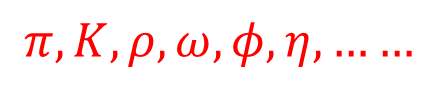 π, K, ρ, ω, ϕ, η, … …